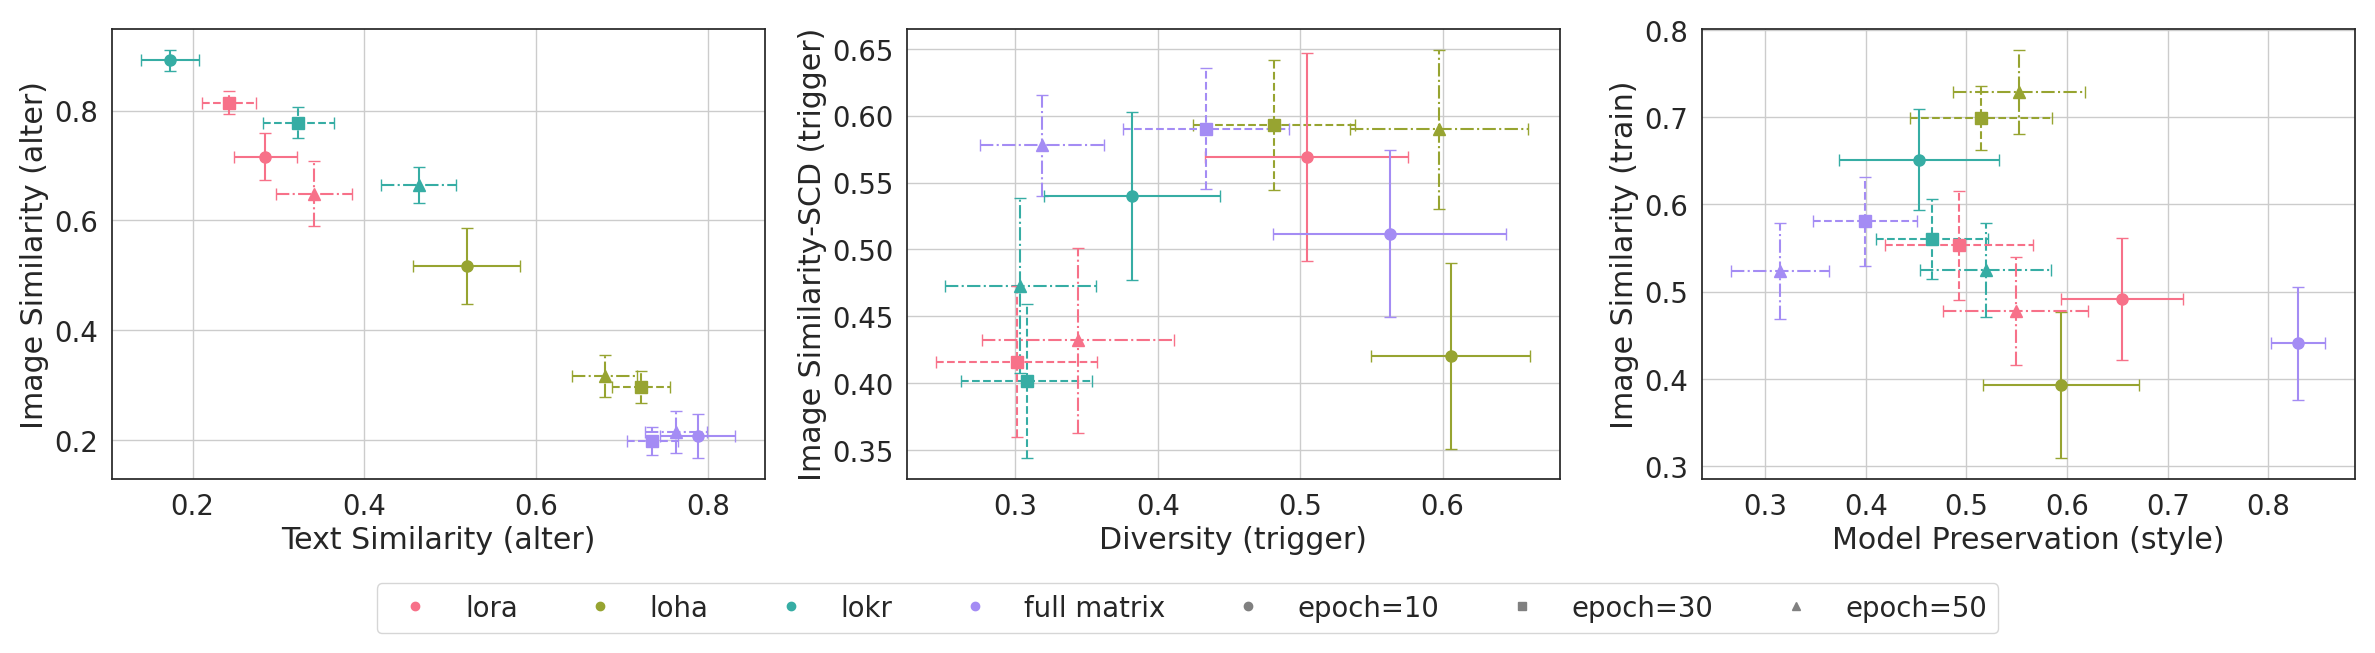 Image Similarity (alter)
0.8
0.6
0.4
0.2
0.2 0.4 0.6 0.8
Text Similarity (alter)
Image Similarity-SCD (trigger)
0.65
0.60
0.55
0.50
0.45
0.40
0.35
0.3 0.4 0.5 0.6
Diversity (trigger)
Image Similarity (train)
0.8
0.7
0.6
0.5
0.4
0.3
0.3 0.4 0.5 0.6 0.7 0.8
Model Preservation (style)
lora loha lokr full matrix epoch=10 epoch=30 epoch=50